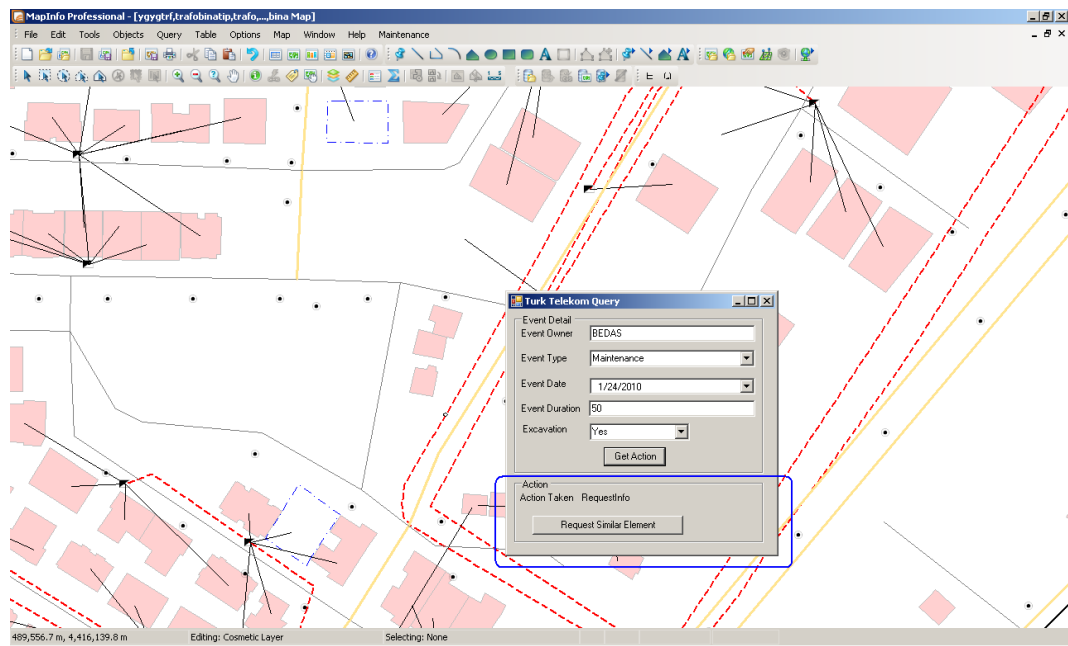 MapInfo Professional - [ygygtrf,trafobinatip,trafo,...,bina Map]
File Edit Tools Objects Query Table Options Map Window Help Maintenance
Turk Telekom Query
Event Detail
Event Owner BEDAS
Event Type Maintenance
Event Date 1/24/2010
Event Duration 50
Excavation Yes
Get Action
Action
Action Taken RequestInfo
Request Similar Element
489,556.7 m, 4,416,139.8 m Editing: Cosmetic Layer Selecting: None